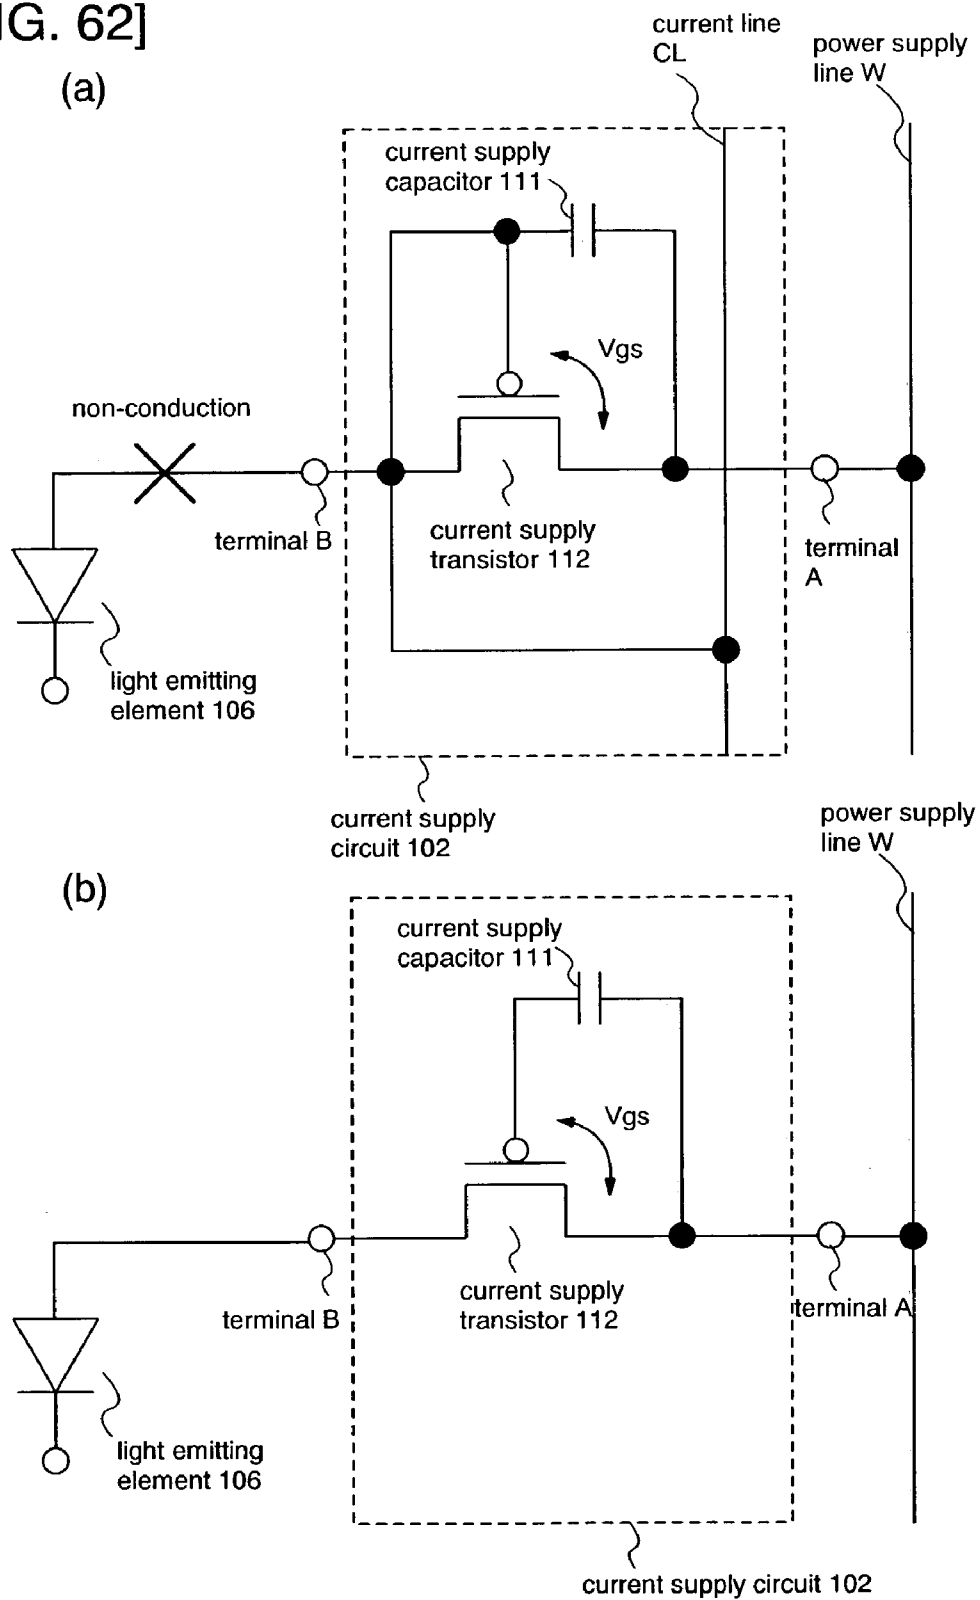 IG. 62]
(a)
current line
CL
power supply
line W
current supply
capacitor 111
Vgs
non-conduction
terminal B
current supply
transistor 112
terminal
A
light emitting
element 106
current supply
circuit 102
(b)
power supply
line W
current supply
capacitor 111
Vgs
terminal B
current supply
transistor 112
terminal A
light emitting
element 106
current supply circuit 102